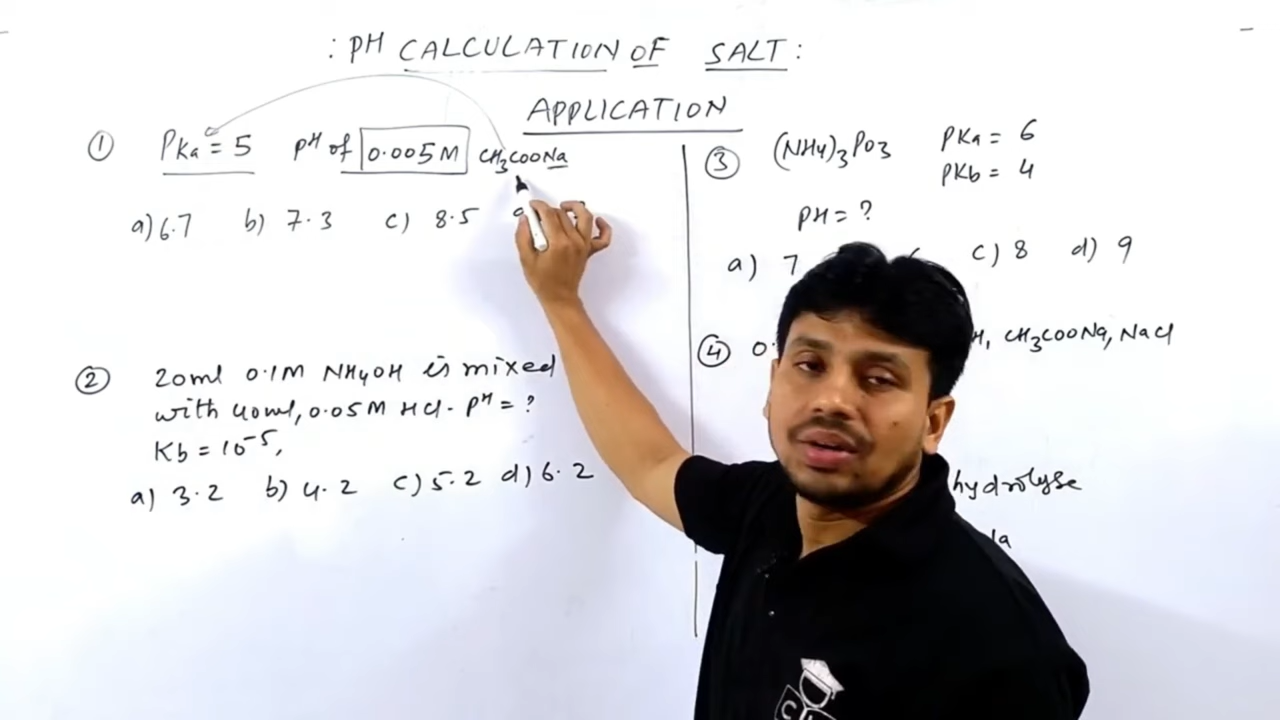 : PH CALCULATION OF SALT :
APPLICATION
① PKa = 5 PH of 0.005M CH3COONa
a) 6.7 b) 7.3 c) 8.5
② 20ml 0.1M NH4OH is mixed
with 40ml, 0.05M HCl. PH = ?
Kb = 10-5,
a) 3.2 b) 4.2 c) 5.2 d) 6.2
③ (NH4)3PO3 PKa = 6
PKb = 4
PH = ?
a) 7 c) 8 d) 9
④ CH3COONa, NaCl
hydrolyse